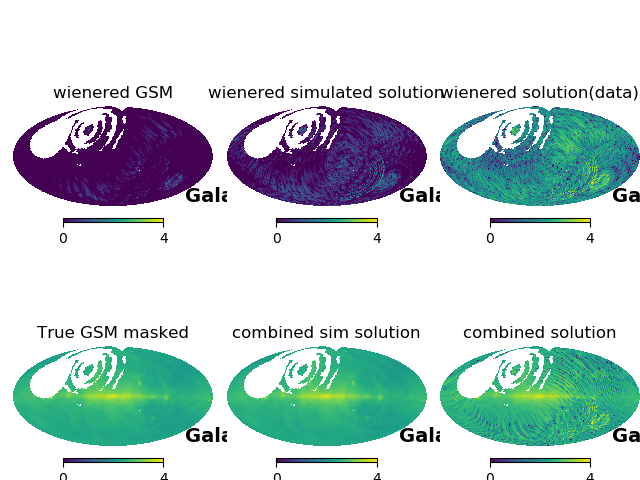 wienered GSM
wienered simulated solution
wienered solution(data)
Gala
Gala
Ga
0 4
0 4
0 4
True GSM masked
combined sim solution
combined solution
Gala
Gala
Ga
0 4
0 4
0 4